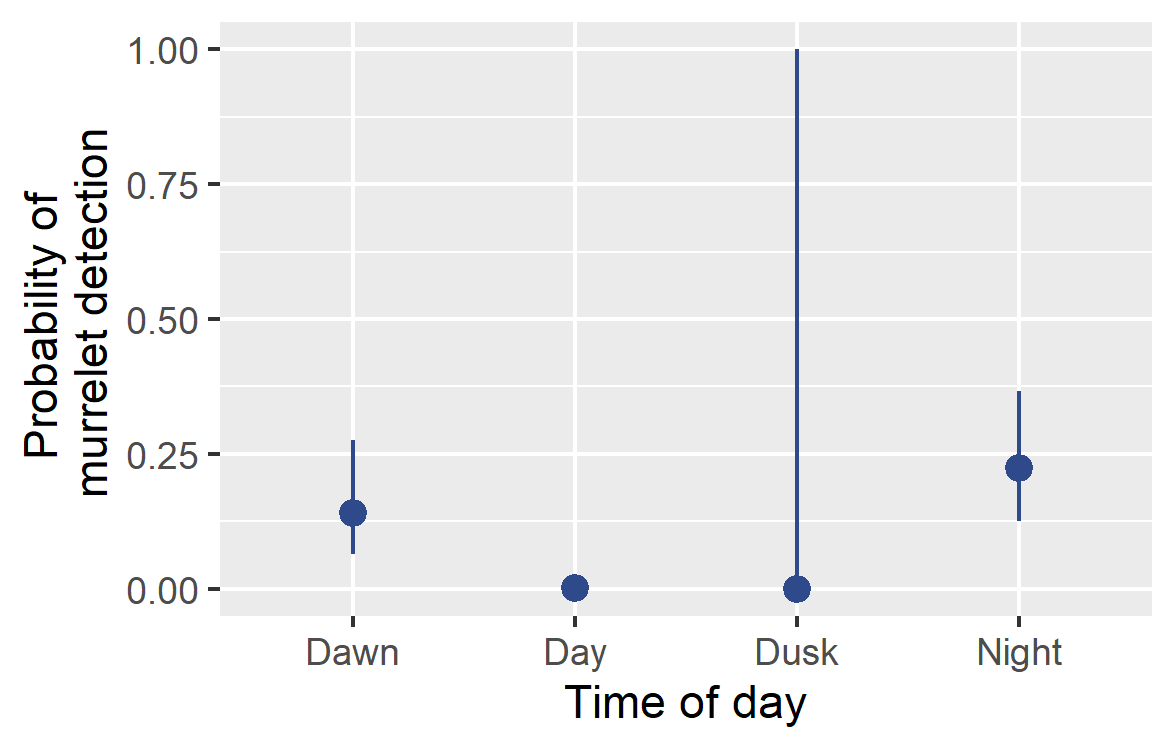 Probability of
murrelet detection
1.00
0.75
0.50
0.25
0.00
Dawn
Day
Dusk
Night
Time of day